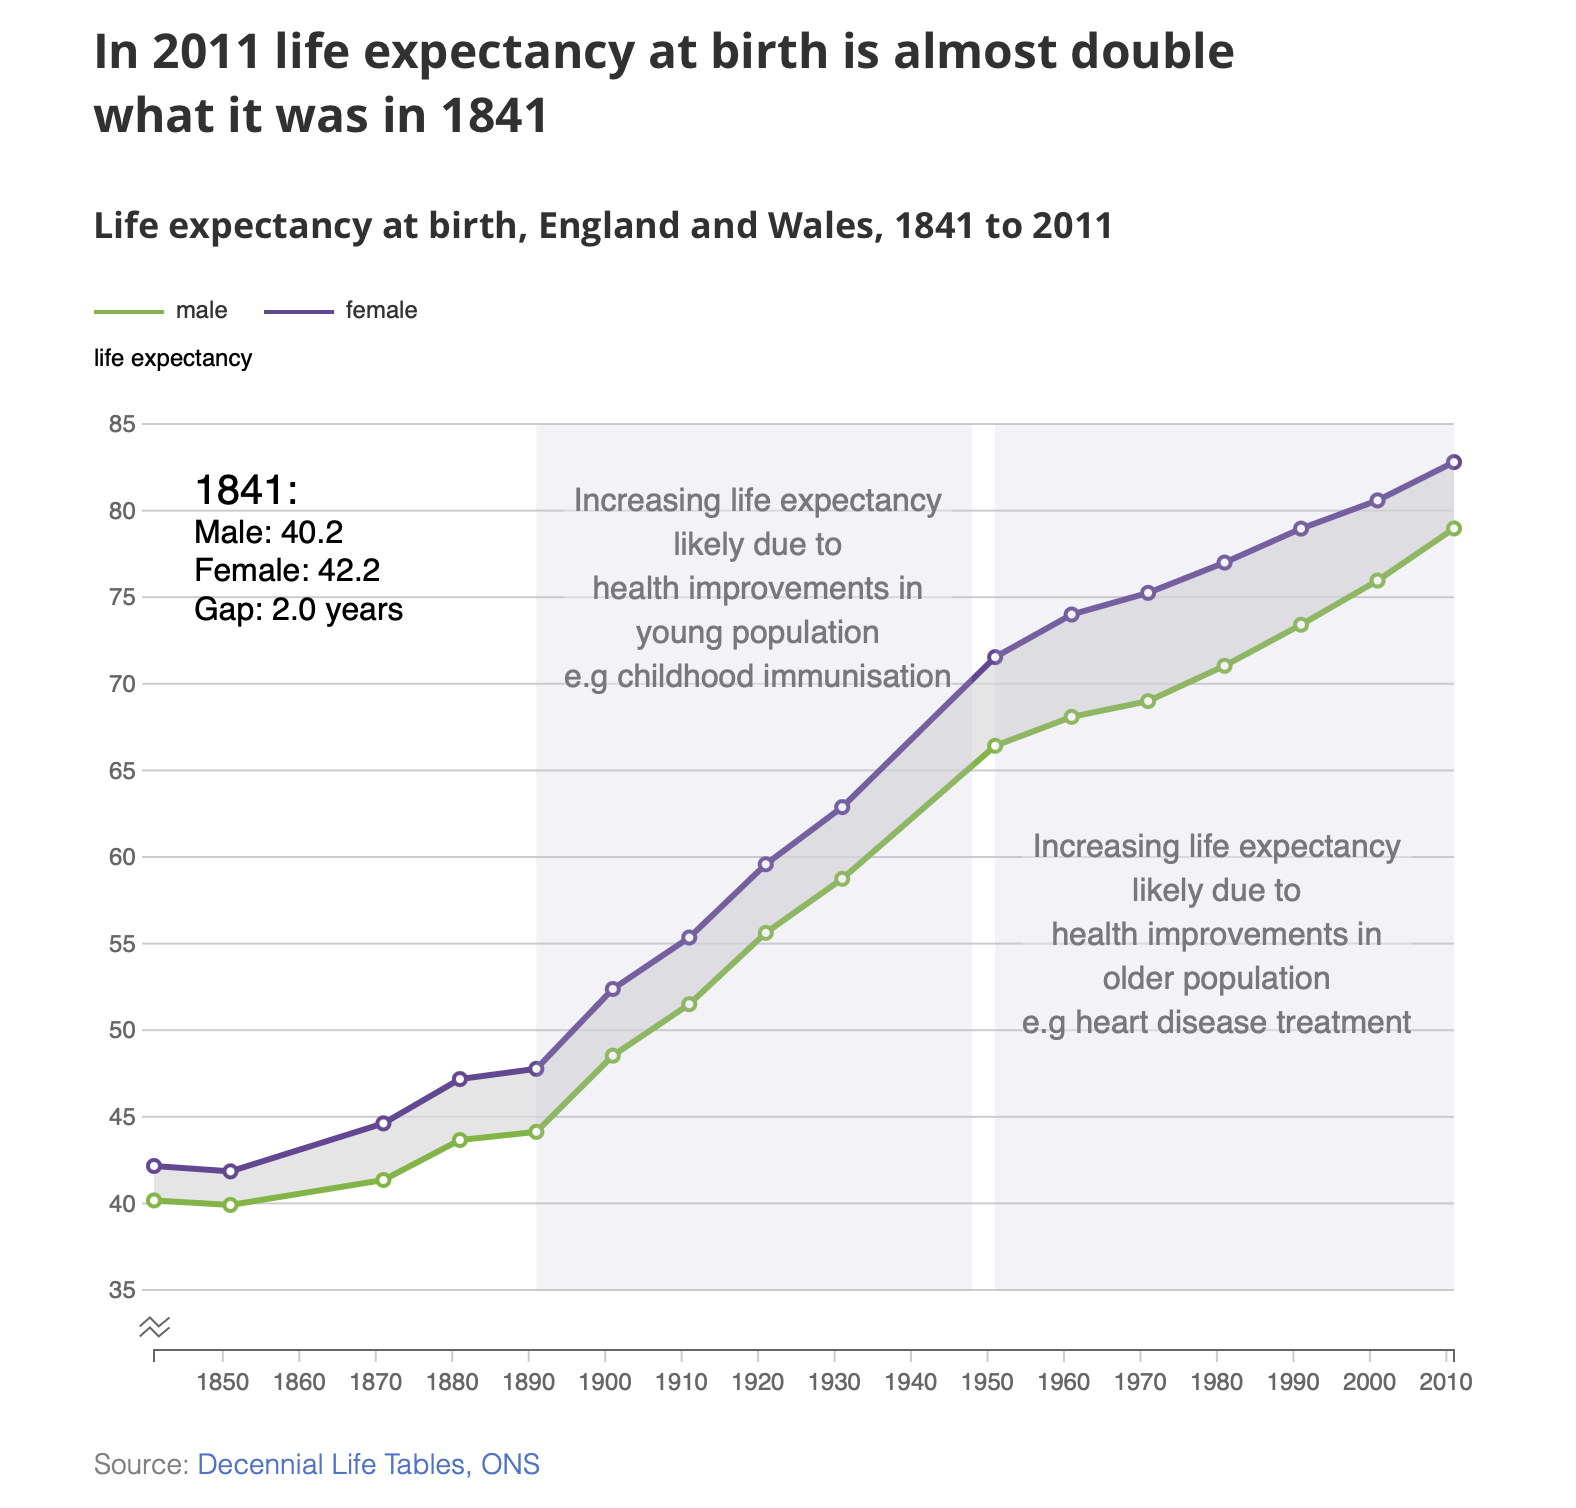 In 2011 life expectancy at birth is almost double
what it was in 1841
Life expectancy at birth, England and Wales, 1841 to 2011
male female
life expectancy
85
80
75
70
65
60
55
50
45
40
35
1841:
Male: 40.2
Female: 42.2
Gap: 2.0 years
Increasing life expectancy
likely due to
health improvements in
young population
e.g childhood immunisation
Increasing life expectancy
likely due to
health improvements in
older population
e.g heart disease treatment
1850 1860 1870 1880 1890 1900 1910 1920 1930 1940 1950 1960 1970 1980 1990 2000 2010
Source: Decennial Life Tables, ONS